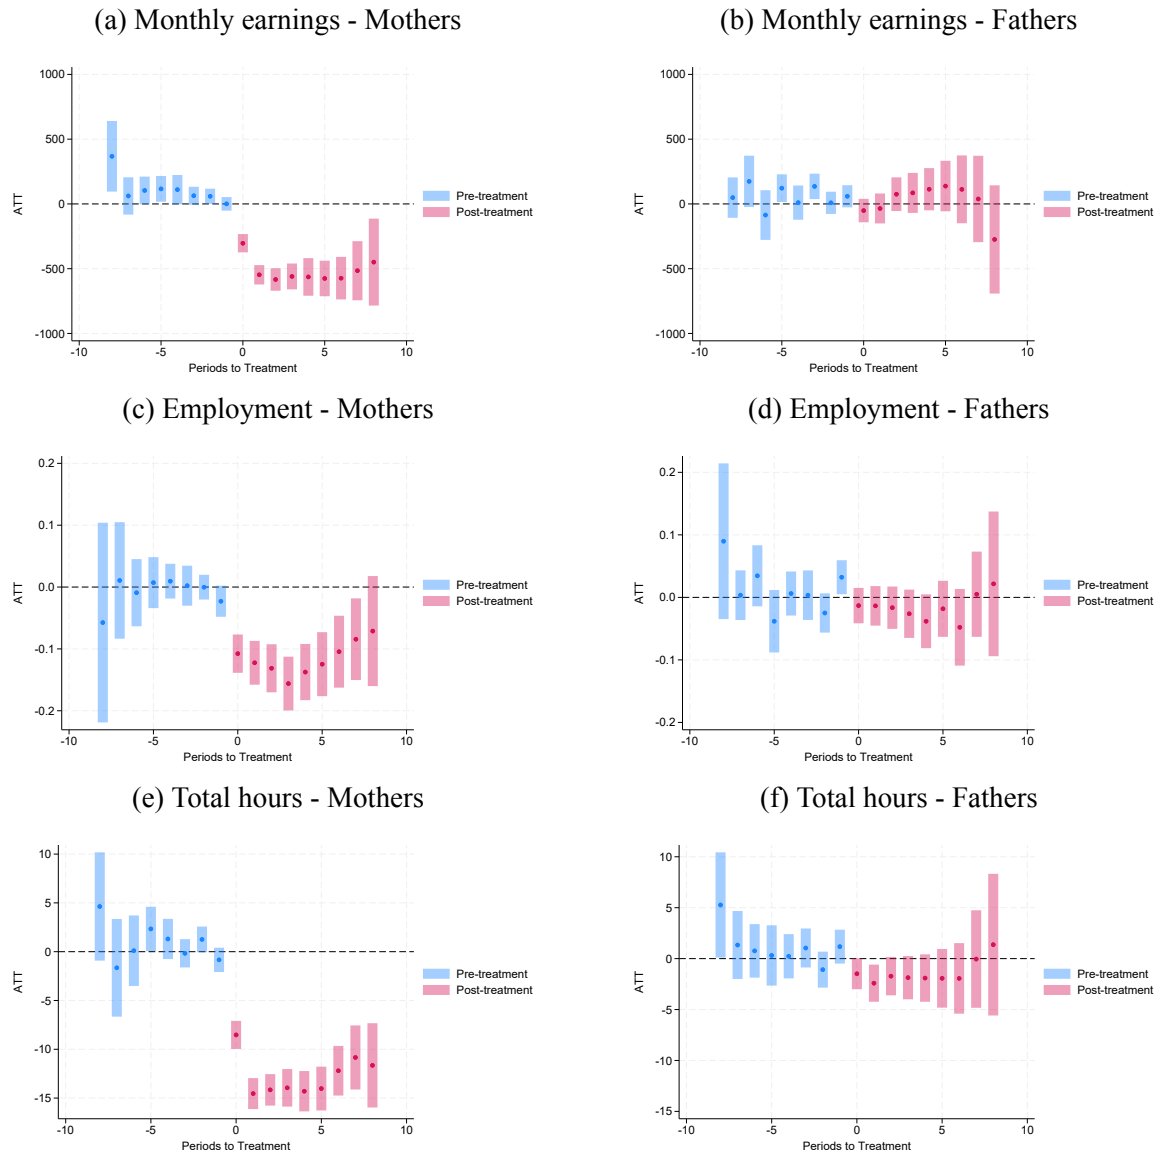 (a) Monthly earnings - Mothers
1000
500
0
-500
-1000
ATT
-10
-5
0
5
10
Periods to Treatment
Pre-treatment
Post-treatment
(b) Monthly earnings - Fathers
1000
500
0
-500
-1000
ATT
-10
-5
0
5
10
Periods to Treatment
Pre-treatment
Post-treatment
(c) Employment - Mothers
0.2
0.1
0.0
-0.1
-0.2
ATT
-10
-5
0
5
10
Periods to Treatment
Pre-treatment
Post-treatment
(d) Employment - Fathers
0.2
0.1
0.0
-0.1
-0.2
ATT
-10
-5
0
5
10
Periods to Treatment
Pre-treatment
Post-treatment
(e) Total hours - Mothers
10
5
0
-5
-10
-15
ATT
-10
-5
0
5
10
Periods to Treatment
Pre-treatment
Post-treatment
(f) Total hours - Fathers
10
5
0
-5
-10
-15
ATT
-10
-5
0
5
10
Periods to Treatment
Pre-treatment
Post-treatment